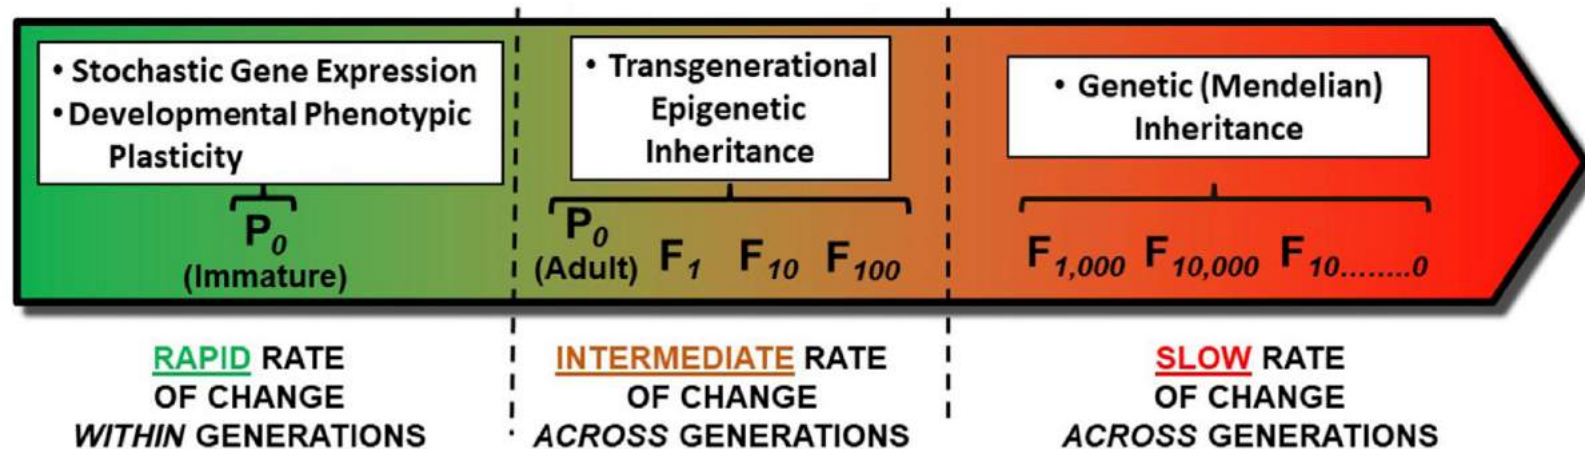 • Stochastic Gene Expression
• Developmental Phenotypic
Plasticity
P0
(Immature)
• Transgenerational
Epigenetic
Inheritance
P0
(Adult) F1 F10 F100
• Genetic (Mendelian)
Inheritance
F1,000 F10,000 F10........0
RAPID RATE
OF CHANGE
WITHIN GENERATIONS
INTERMEDIATE RATE
OF CHANGE
ACROSS GENERATIONS
SLOW RATE
OF CHANGE
ACROSS GENERATIONS